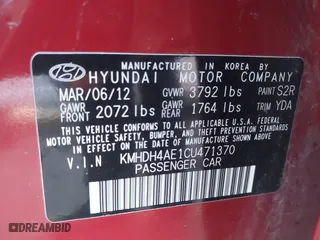 MANUFACTURED IN KOREA BY
HYUNDAI MOTOR COMPANY
MAR/06/12 GVWR 3792 lbs PAINT S2R
GAWR FRONT 2072 lbs GAWR REAR 1764 lbs TRIM YDA
THIS VEHICLE CONFORMS TO ALL APPLICABLE
FEDERAL MOTOR VEHICLE SAFETY, BUMPER,
AND THEFT PREVENTION STANDARDS IN EFFECT
ON THE DATE OF MANUFACTURE SHOWN ABOVE.
V.I.N KMHDH4AE1CU471370
PASSENGER CAR
DREAMBID